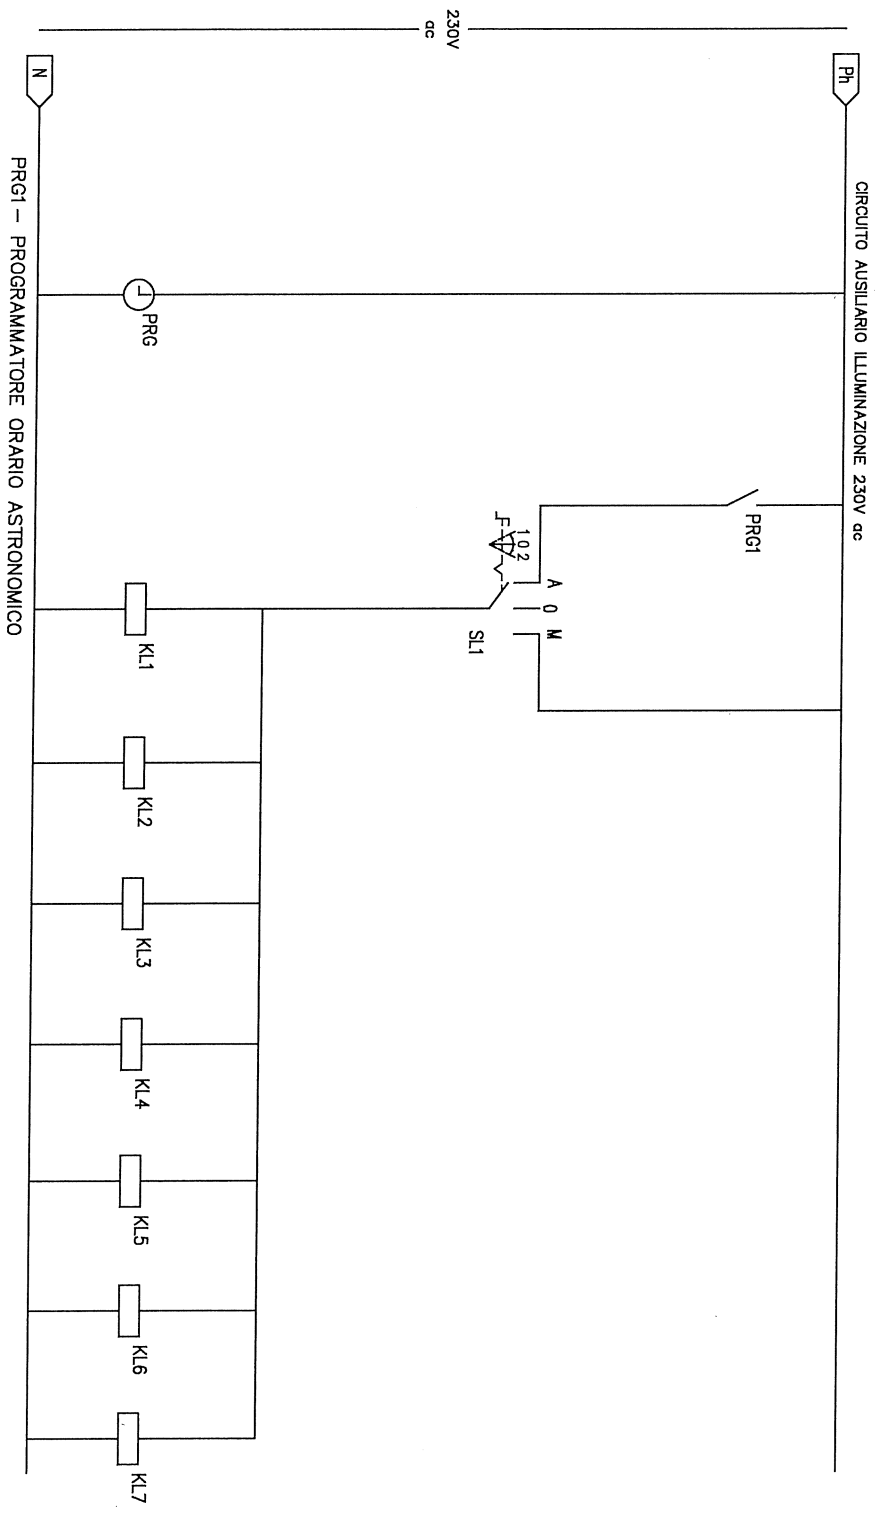 CIRCUITO AUSILIARIO ILLUMINAZIONE 230V ac
Ph
230V
ac
N
PRG1
1 0 2
A
0
M
SL1
PRG
KL1
KL2
KL3
KL4
KL5
KL6
KL7
PRG1— PROGRAMMATORE ORARIO ASTRONOMICO